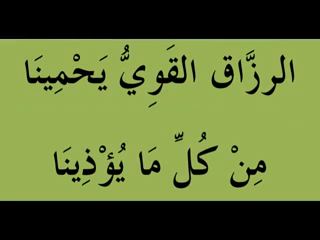 الرزَّاق القَوِيُّ يَحْمِينَا
مِنْ كُلِّ مَا يُؤْذِينَا